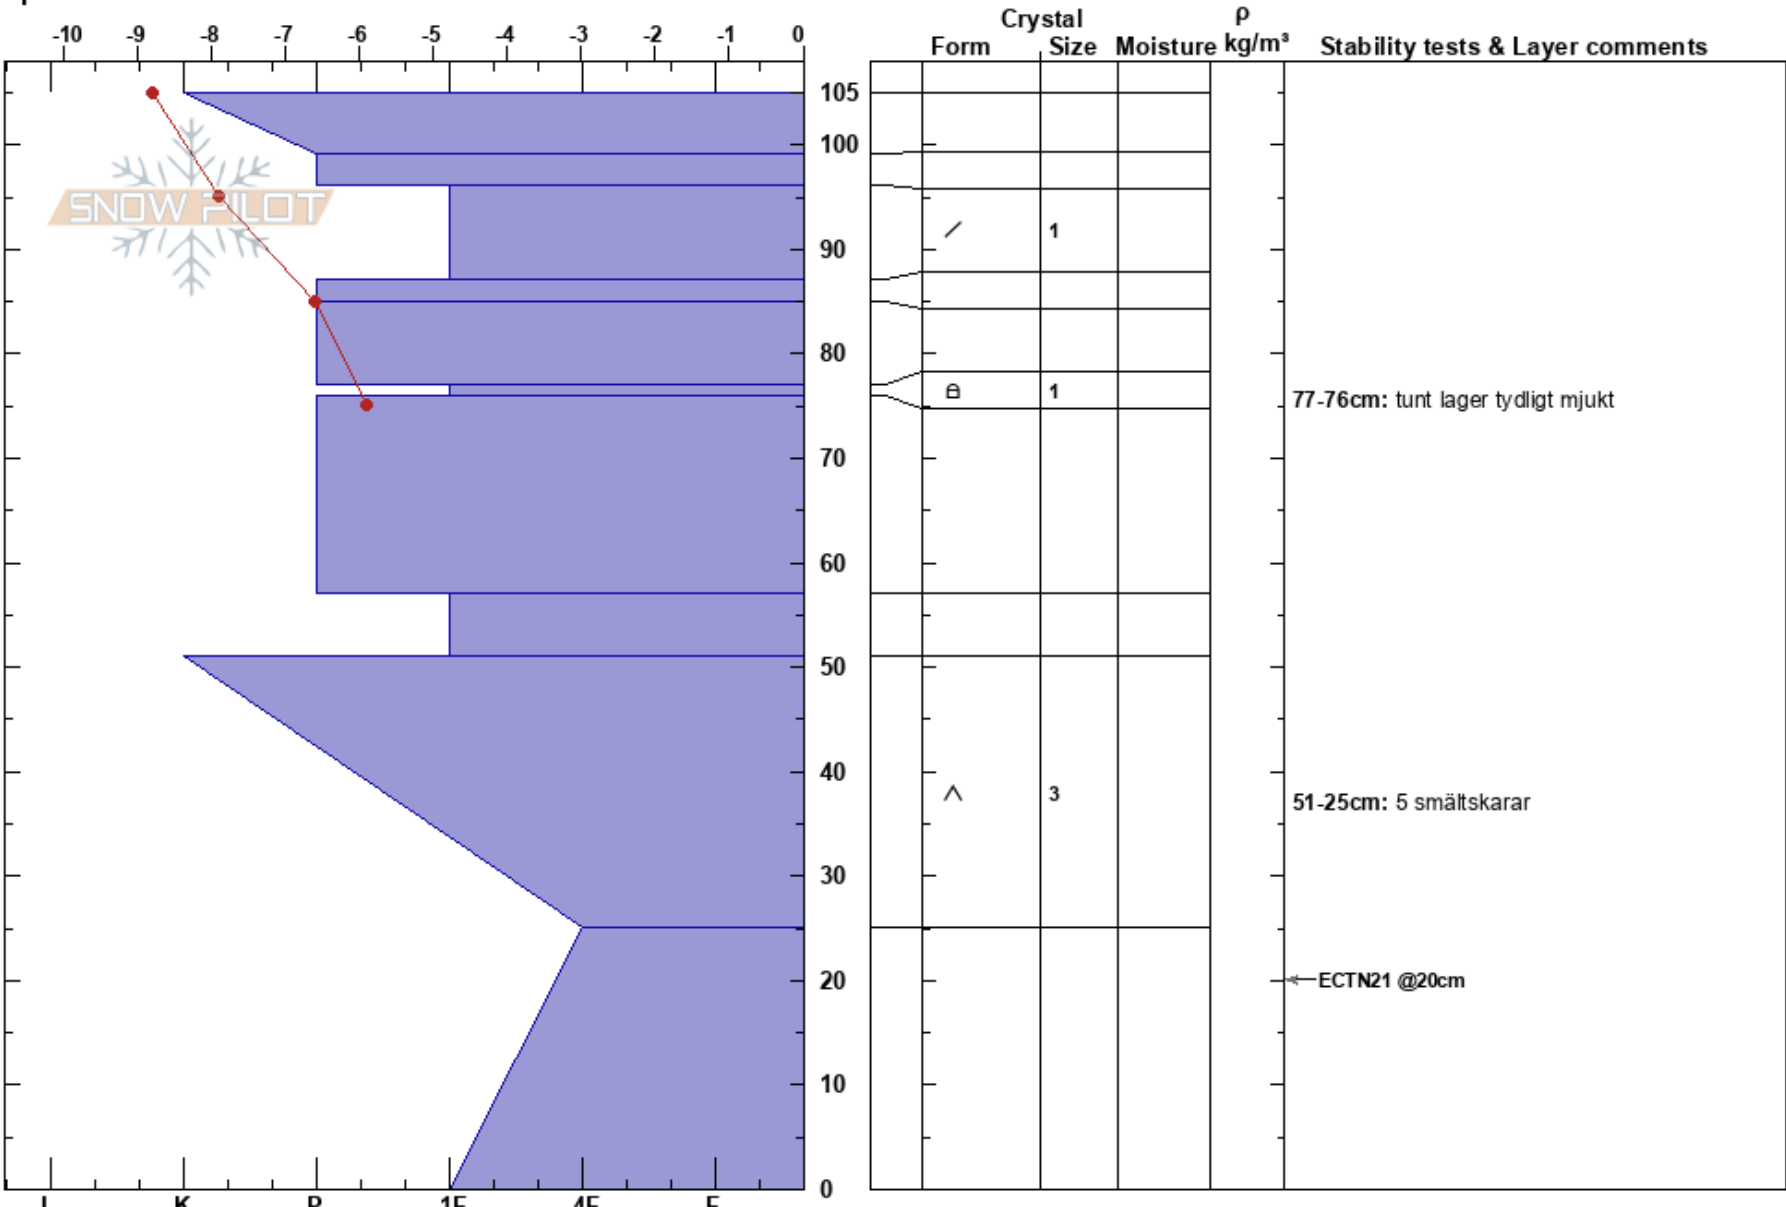 Crystal ρ
-10 -9 -8 -7 -6 -5 -4 -3 -2 -1 0
Form Size Moisture kg/m³ Stability tests & Layer comments
105
100
SNOW PILOT
1
90
80
1
77-76cm: tunt lager tydligt mjukt
70
60
50
40
3
51-25cm: 5 smältskarar
30
20
ECTN21 @20cm
10
0
I K P 1F 4F F